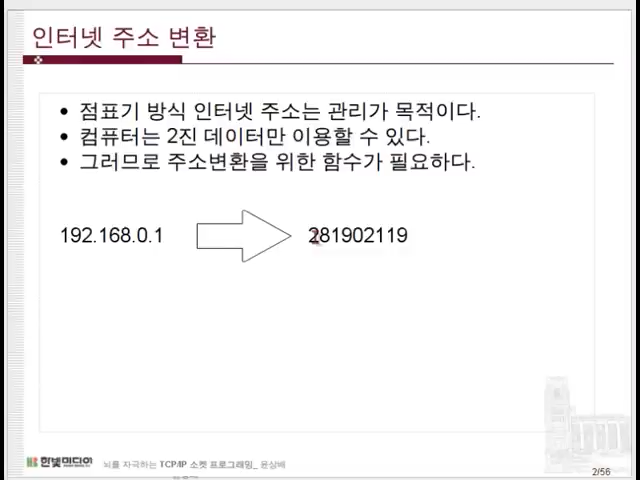 인터넷 주소 변환
• 점표기 방식 인터넷 주소는 관리가 목적이다.
• 컴퓨터는 2진 데이터만 이용할 수 있다.
• 그러므로 주소변환을 위한 함수가 필요하다.
192.168.0.1 281902119
한빛미디어 뇌를 자극하는 TCP/IP 소켓 프로그래밍_ 윤상배
2/56